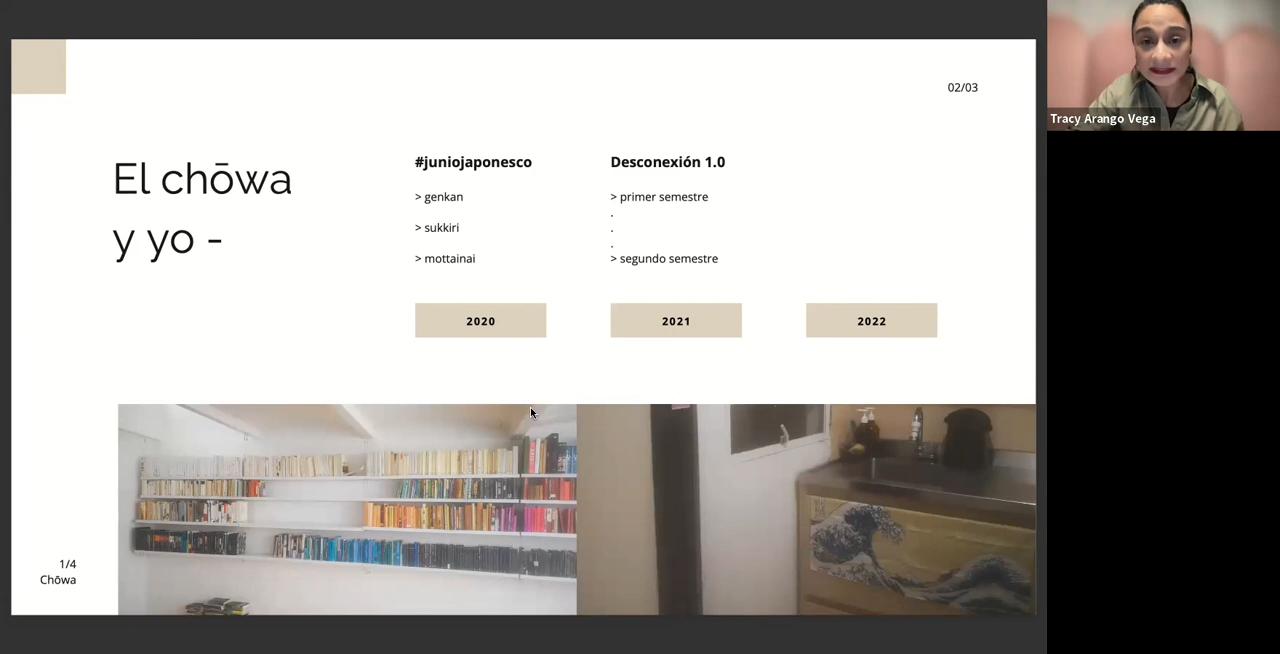 02/03
El chōwa
y yo -
#juniojaponesco
> genkan
> sukkiri
> mottainai
Desconexión 1.0
> primer semestre
.
.
.
> segundo semestre
2020
2021
2022
1/4
Chōwa
Tracy Arango Vega